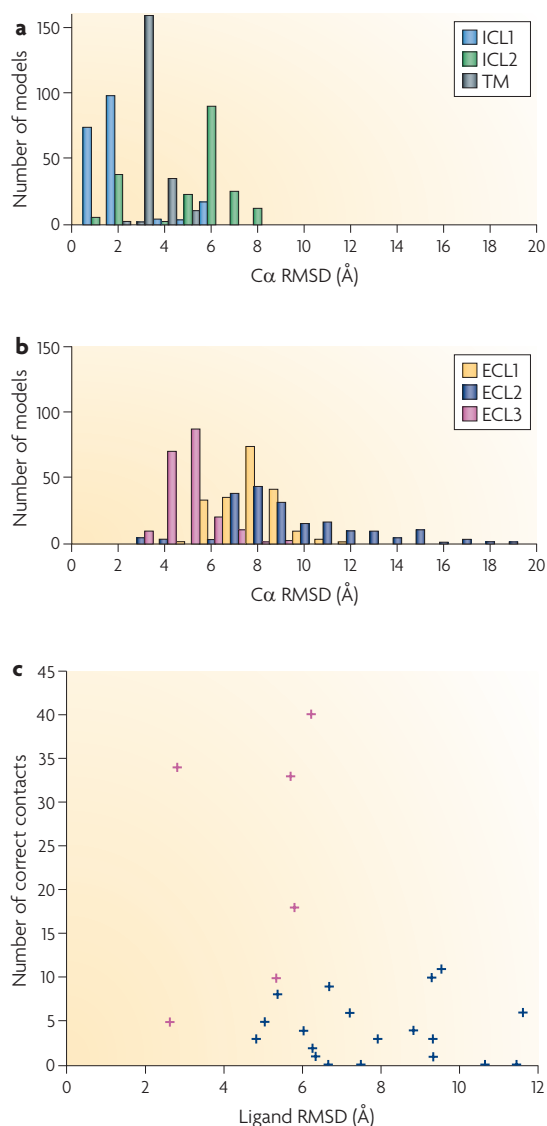 a
150
100
50
0
Number of models
ICL1
ICL2
TM
0 2 4 6 8 10 12 14 16 18 20
Cα RMSD (Å)
b
150
100
50
0
Number of models
ECL1
ECL2
ECL3
0 2 4 6 8 10 12 14 16 18 20
Cα RMSD (Å)
c
45
40
35
30
25
20
15
10
5
0
Number of correct contacts
0 2 4 6 8 10 12
Ligand RMSD (Å)